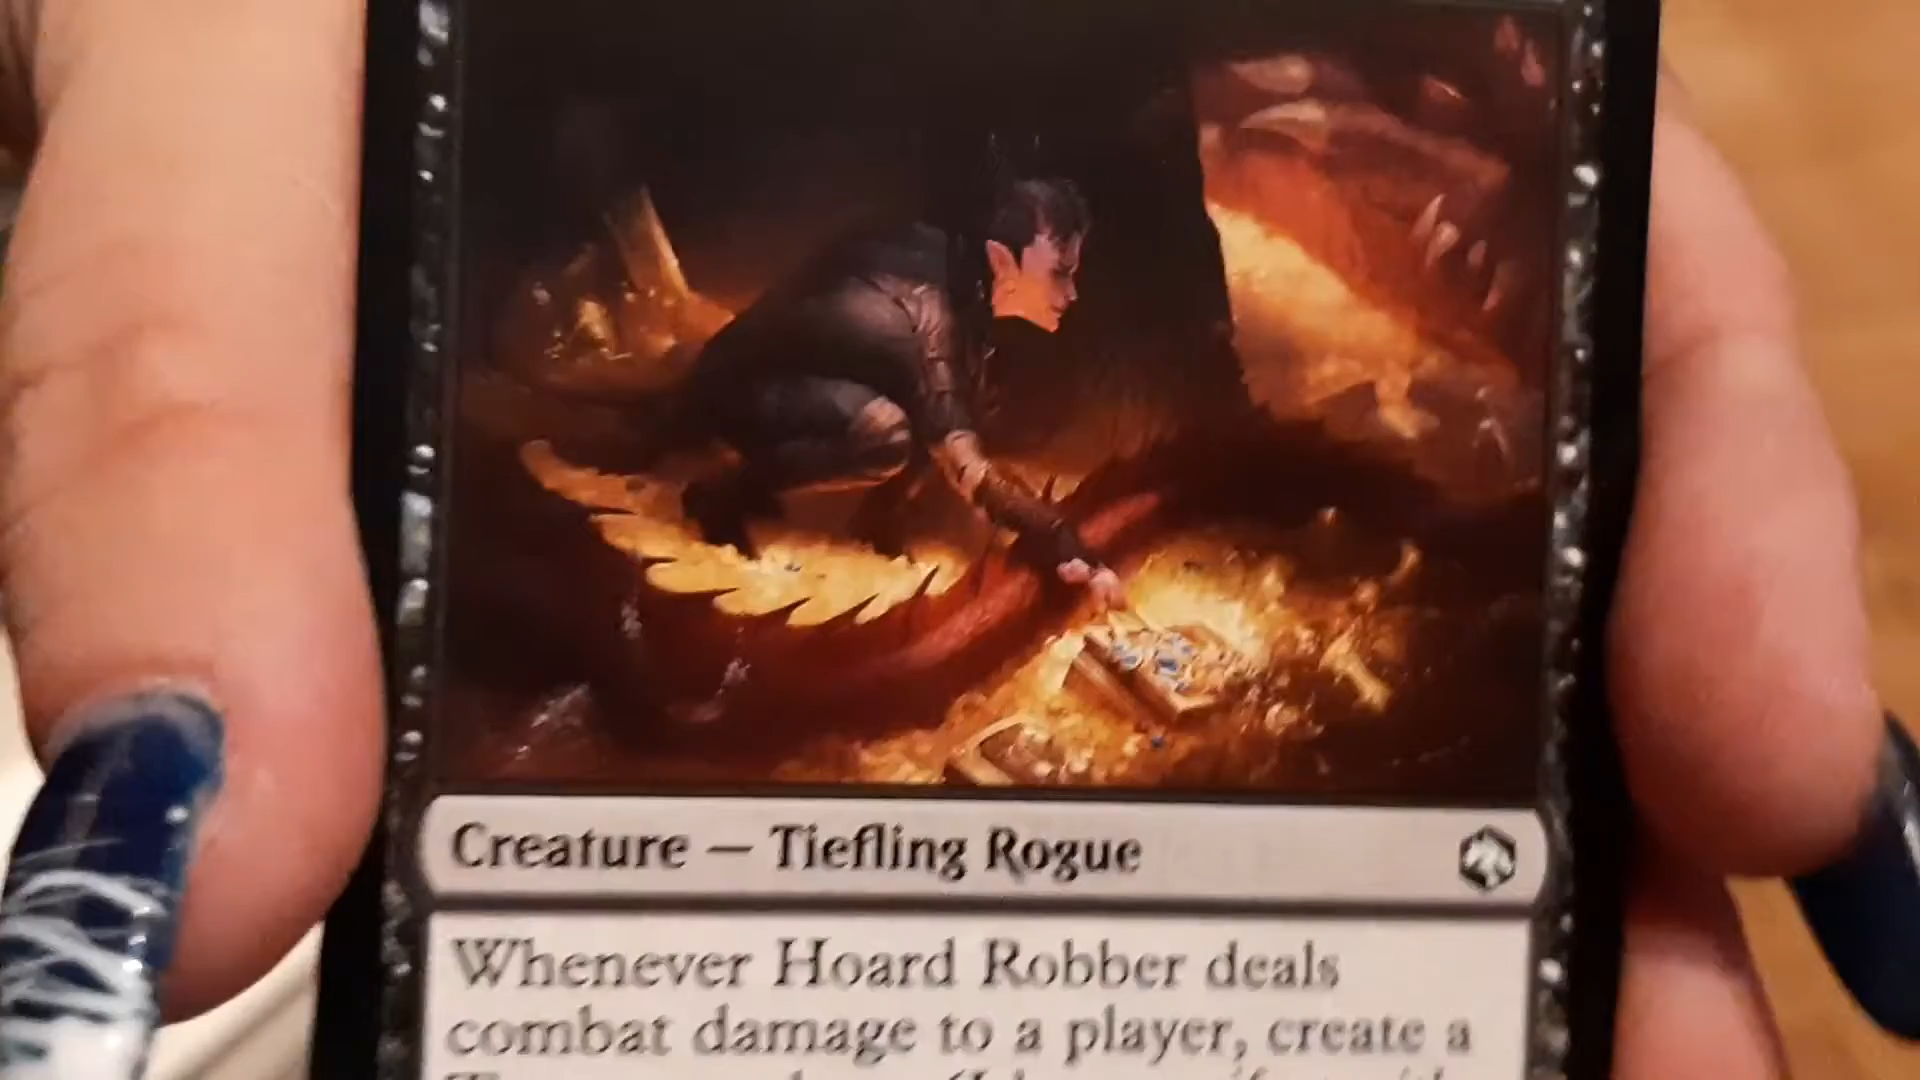 Creature — Tiefling Rogue
Whenever Hoard Robber deals
combat damage to a player, create a